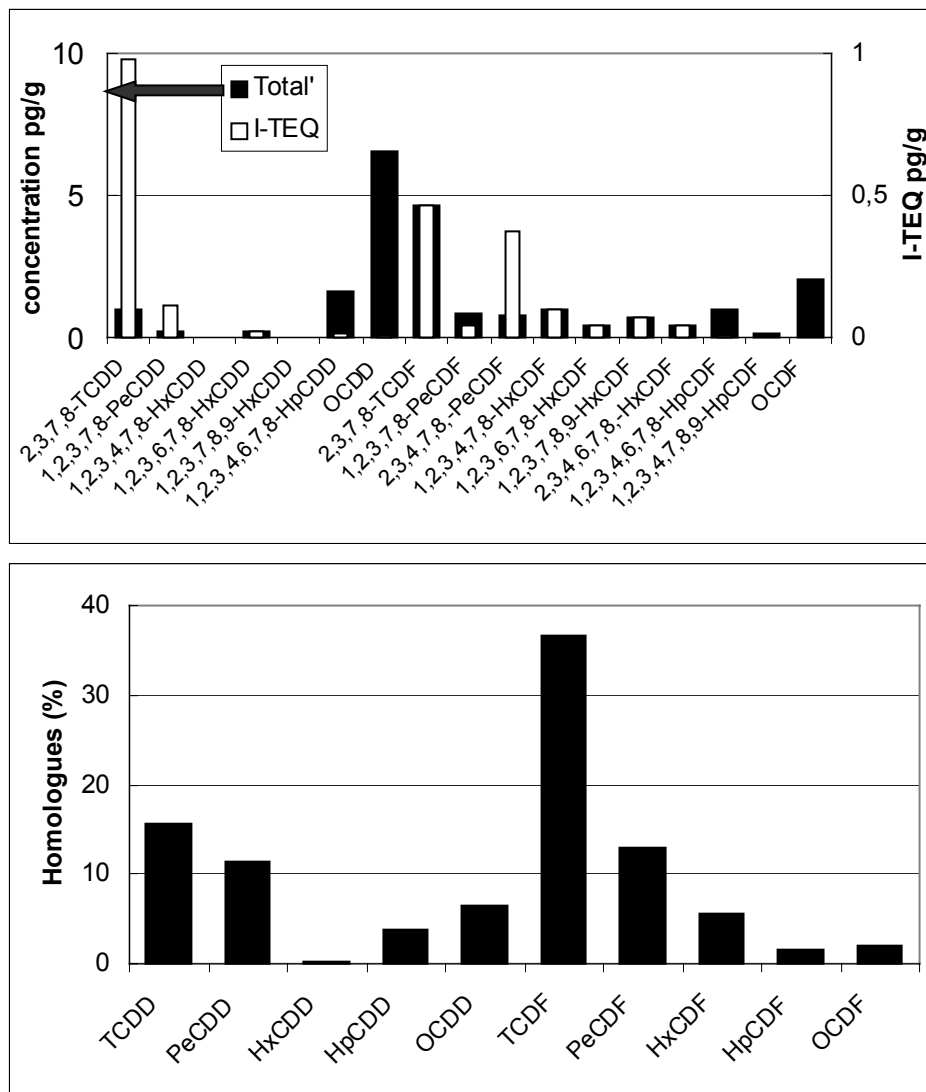 10
1
Total'
I-TEQ
concentration pg/g
I-TEQ pg/g
5
0,5
0
0
2,3,7,8-TCDD
1,2,3,7,8-PeCDD
1,2,3,4,7,8-HxCDD
1,2,3,6,7,8-HxCDD
1,2,3,7,8,9-HxCDD
1,2,3,4,6,7,8-HpCDD
OCDD
2,3,7,8-TCDF
1,2,3,7,8-PeCDF
2,3,4,7,8,-PeCDF
1,2,3,4,7,8-HxCDF
1,2,3,6,7,8-HxCDF
1,2,3,7,8,9-HxCDF
2,3,4,6,7,8,-HxCDF
1,2,3,4,6,7,8-HpCDF
1,2,3,4,7,8,9-HpCDF
OCDF
40
30
20
10
0
Homologues (%)
TCDD
PeCDD
HxCDD
HpCDD
OCDD
TCDF
PeCDF
HxCDF
HpCDF
OCDF